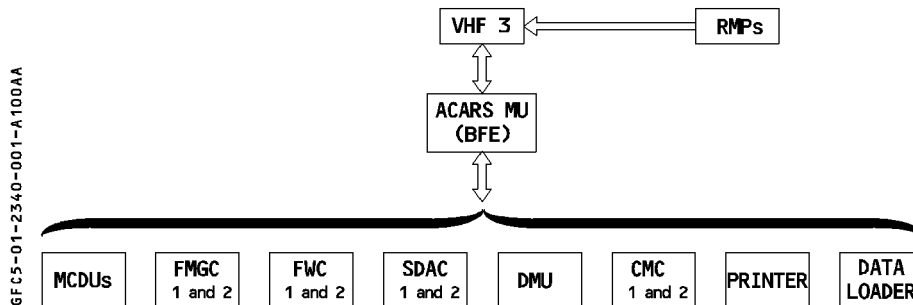 VHF 3
RMPs
ACARS MU
(BFE)
MCDUs
FMGC
1 and 2
FWC
1 and 2
SDAC
1 and 2
DMU
CMC
1 and 2
PRINTER
DATA
LOADER
GFC5-01-2340-001-A100AA